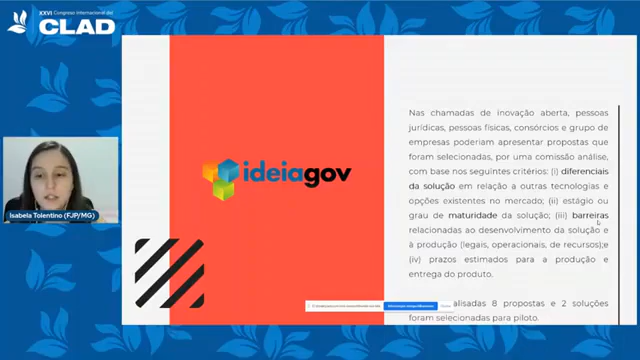 XXVI Congreso Internacional del
CLAD
ideiagov
Isabela Tolentino (FJP/MG)
Nas chamadas de inovação aberta, pessoas
jurídicas, pessoas físicas, consórcios e grupo de
empresas poderiam apresentar propostas que
foram selecionadas, por uma comissão análise,
com base nos seguintes critérios: (i) diferenciais
da solução em relação a outras tecnologias e
opções existentes no mercado; (ii) estágio ou
grau de maturidade da solução; (iii) barreiras
relacionadas ao desenvolvimento da solução e
à produção (legais, operacionais, de recursos);e
(iv) prazos estimados para a produção e
entrega do produto.
alisadas 8 propostas e 2 soluções
foram selecionadas para piloto.